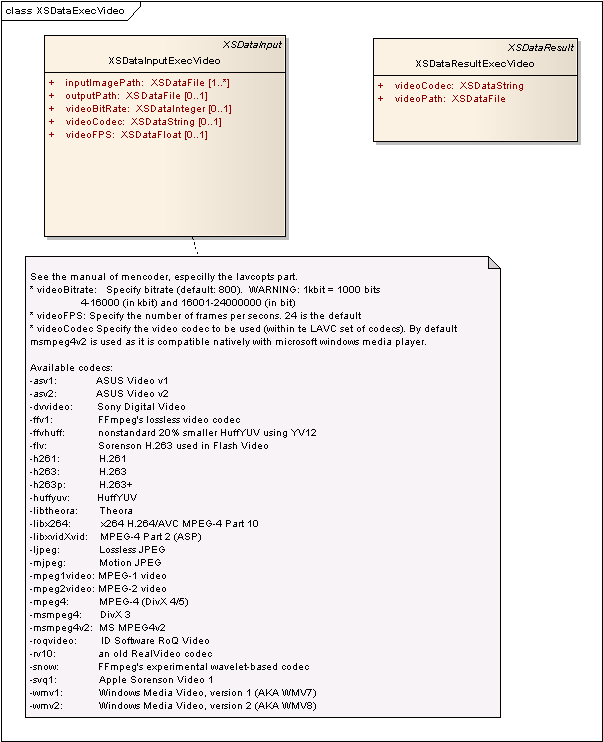 class XSDataExecVideo
XSDataInput
XSDataInputExecVideo
+ inputImagePath: XSDataFile [1..*]
+ outputPath: XSDataFile [0..1]
+ videoBitRate: XSDataInteger [0..1]
+ videoCodec: XSDataString [0..1]
+ videoFPS: XSDataFloat [0..1]
XSDataResult
XSDataResultExecVideo
+ videoCodec: XSDataString
+ videoPath: XSDataFile
See the manual of mencoder, especilly the lavcopts part.
* videoBitrate: Specify bitrate (default: 800). WARNING: 1kbit = 1000 bits
4-16000 (in kbit) and 16001-24000000 (in bit)
* videoFPS: Specify the number of frames per secons. 24 is the default
* videoCodec Specify the video codec to be used (within te LAVC set of codecs). By default
msmpeg4v2 is used as it is compatible natively with microsoft windows media player.
Available codecs:
-asv1: ASUS Video v1
-asv2: ASUS Video v2
-dvvideo: Sony Digital Video
-ffv1: FFmpeg's lossless video codec
-ffvhuff: nonstandard 20% smaller HuffYUV using YV12
-flv: Sorenson H.263 used in Flash Video
-h261: H.261
-h263: H.263
-h263p: H.263+
-huffyuv: HuffYUV
-libtheora: Theora
-libx264: x264 H.264/AVC MPEG-4 Part 10
-libxvidXvid: MPEG-4 Part 2 (ASP)
-ljpeg: Lossless JPEG
-mjpeg: Motion JPEG
-mpeg1video: MPEG-1 video
-mpeg2video: MPEG-2 video
-mpeg4: MPEG-4 (DivX 4/5)
-msmpeg4: DivX 3
-msmpeg4v2: MS MPEG4v2
-roqvideo: ID Software RoQ Video
-rv10: an old RealVideo codec
-snow: FFmpeg's experimental wavelet-based codec
-svq1: Apple Sorenson Video 1
-wmv1: Windows Media Video, version 1 (AKA WMV7)
-wmv2: Windows Media Video, version 2 (AKA WMV8)